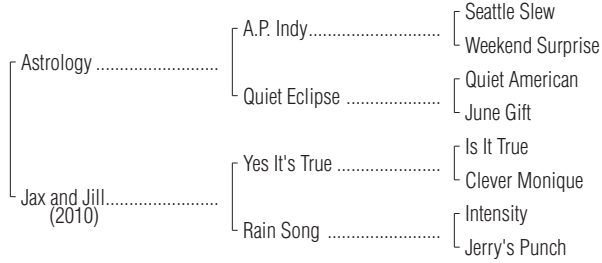 Seattle Slew
A.P. Indy
Weekend Surprise
Astrology
Quiet American
Quiet Eclipse
June Gift
Is It True
Yes It's True
Clever Monique
Jax and Jill
(2010)
Intensity
Rain Song
Jerry's Punch